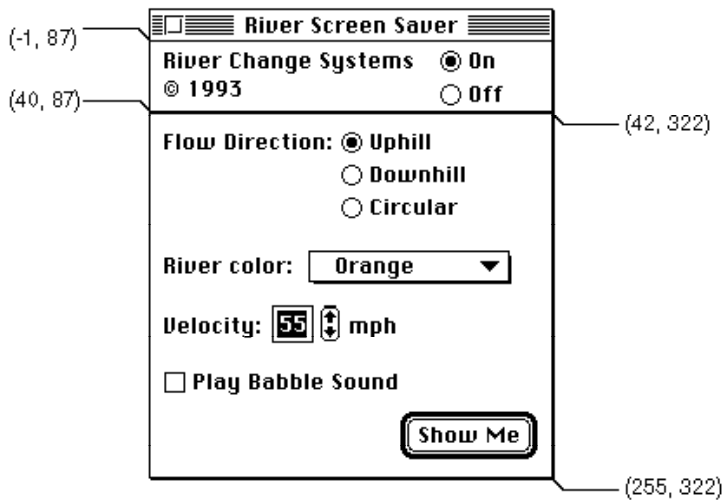 River Screen Saver
(-1, 87)
River Change Systems On
© 1993 Off
(40, 87)
(42, 322)
Flow Direction: Uphill
Downhill
Circular
River color: Orange
Velocity: 55 mph
Play Babble Sound
Show Me
(255, 322)